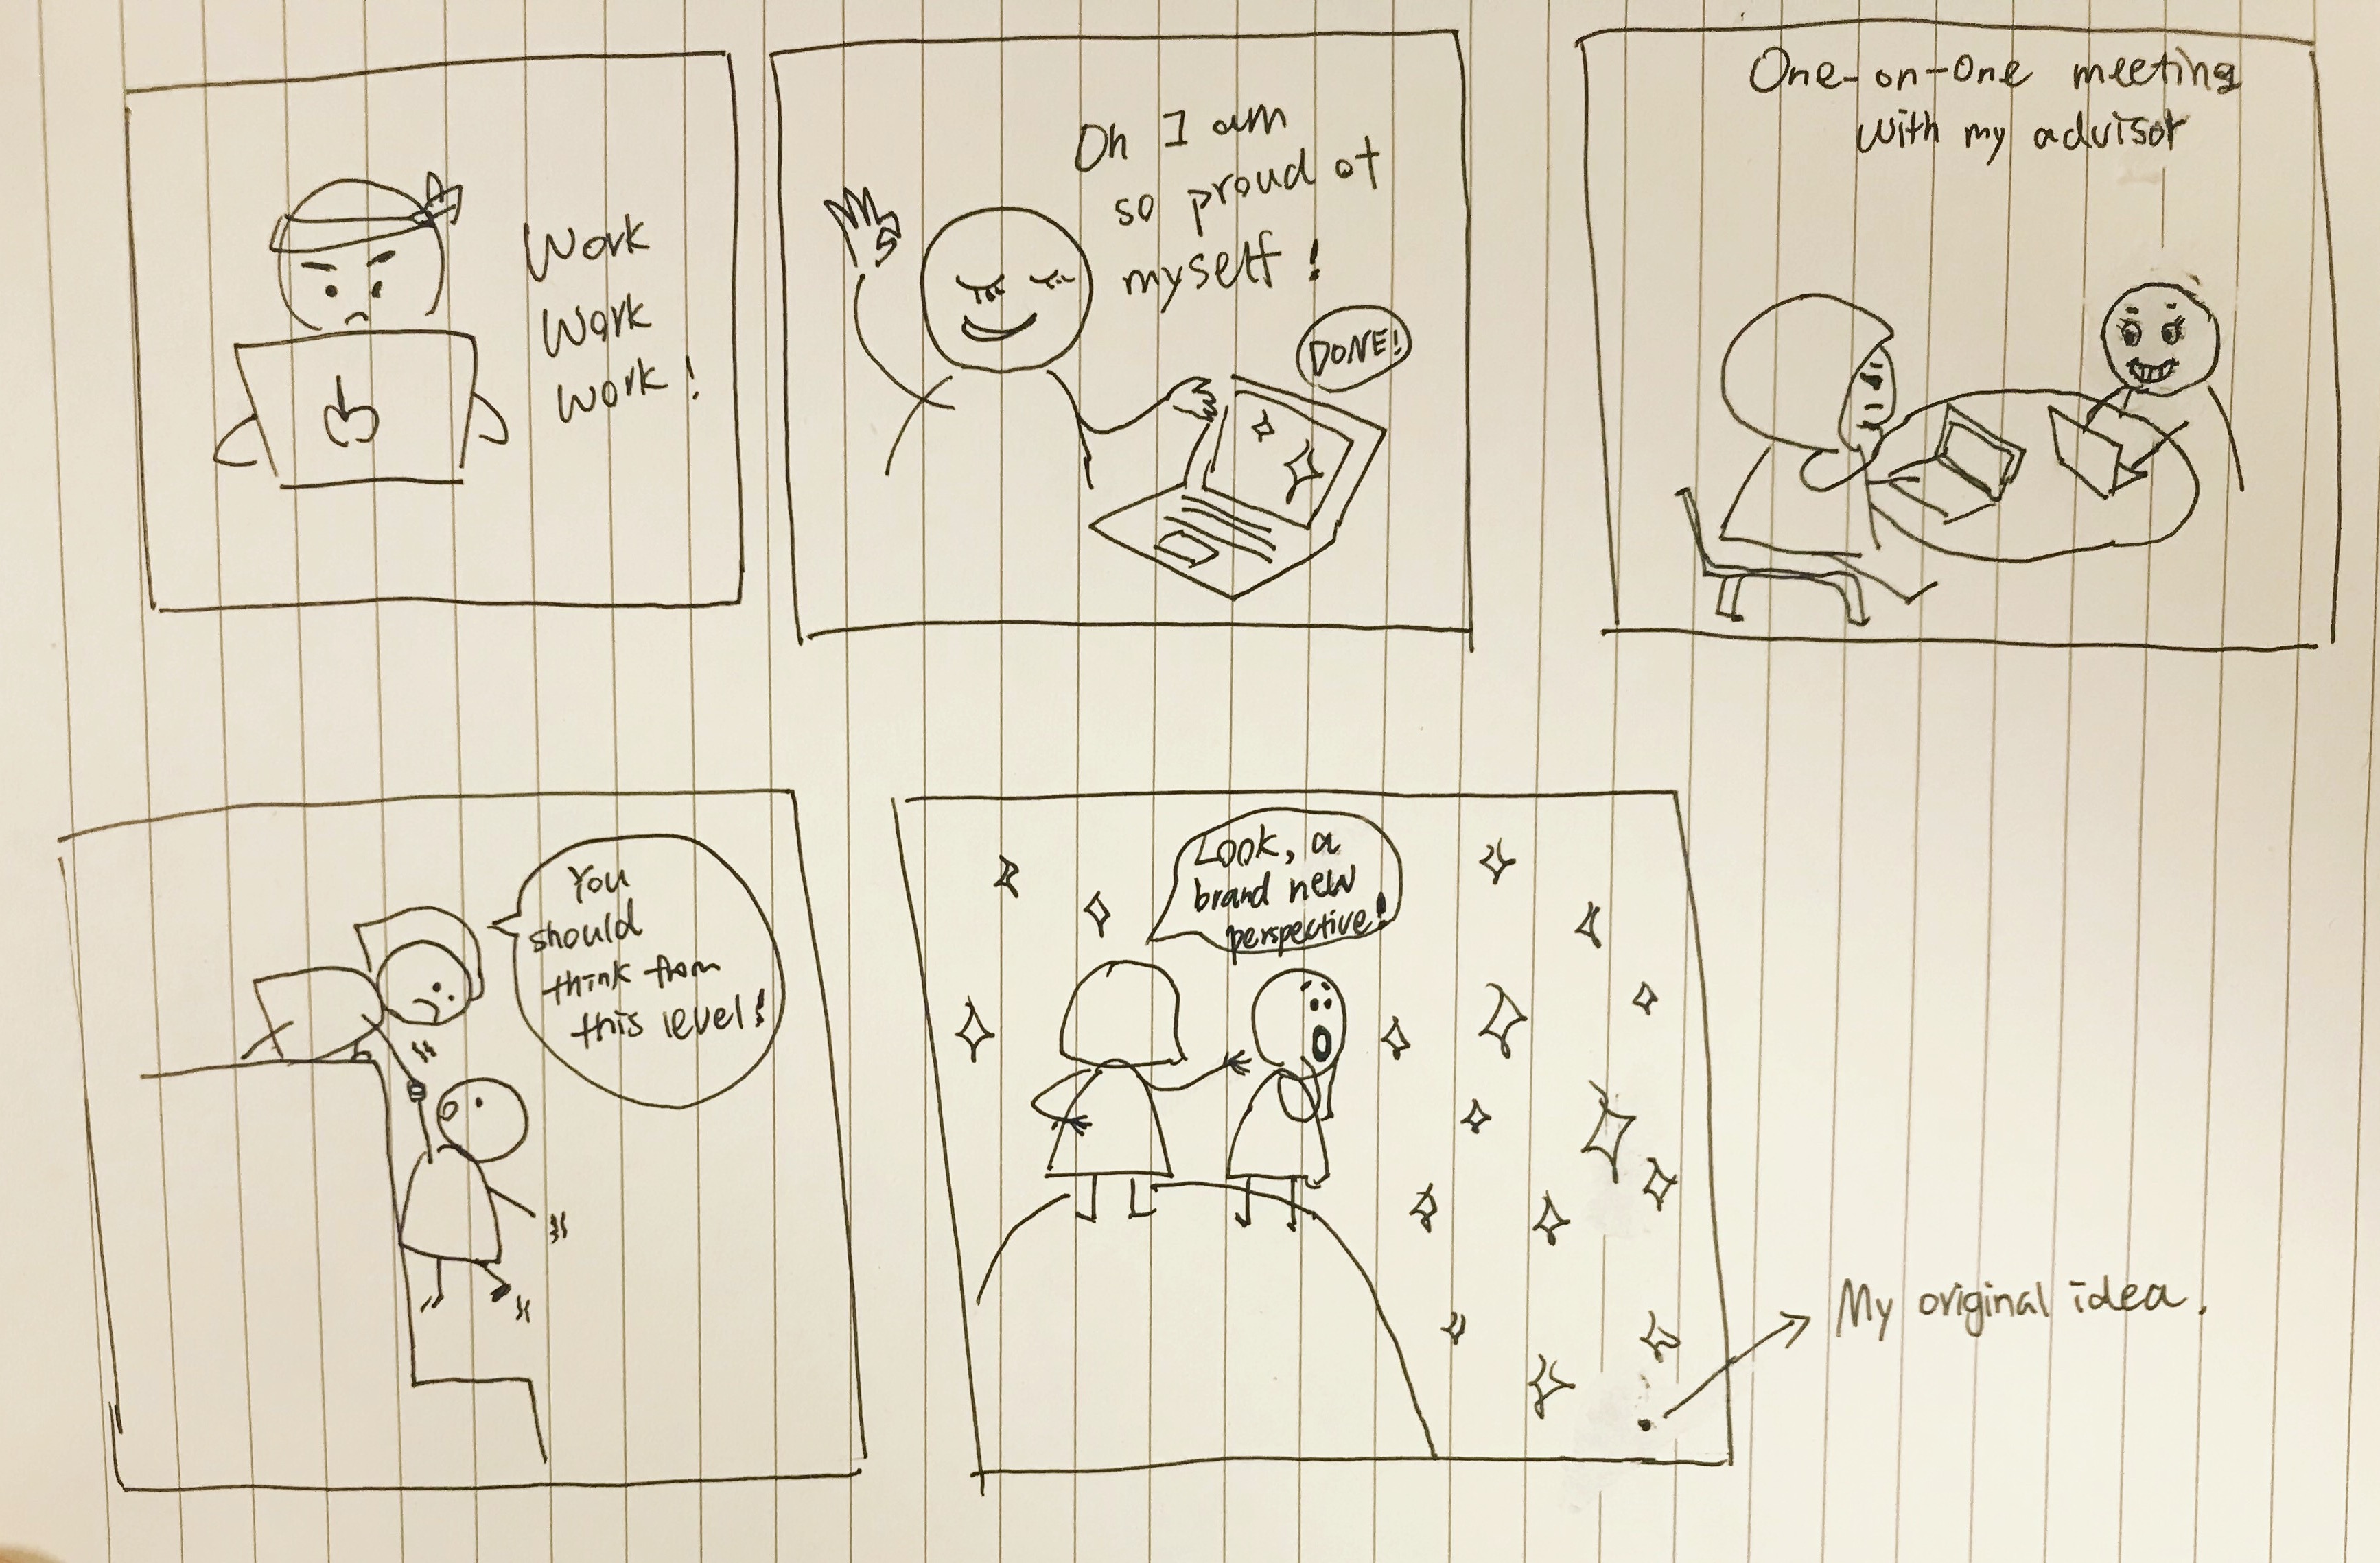 Work
Work
Work!
Oh I am
so proud of
myself!
DONE!
One-on-One meeting
with my advisor
You
should
think from
this level!
Look, a
brand new
perspective!
My original idea.